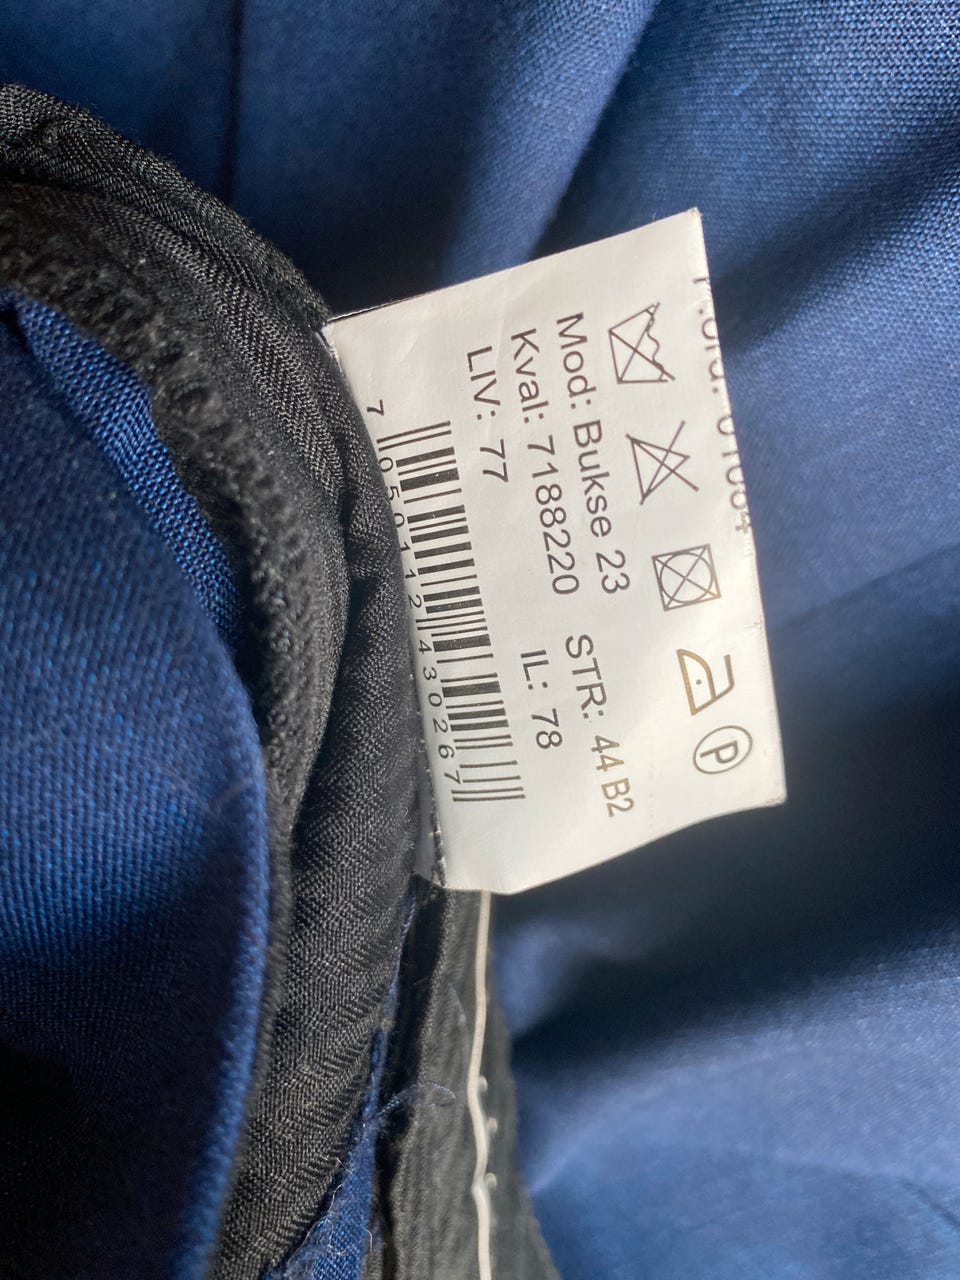 Mod: Bukse 23 STR: 44 B2
Kval: 7188220 IL: 78
LIV: 77
7 050112 430267